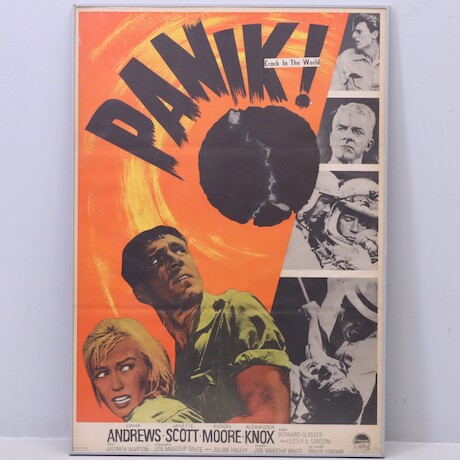 PANIK!
Crack In The World
DANA JANETTE KIERON ALEXANDER
ANDREWS · SCOTT · MOORE · KNOX
BERNARD GLASSER
LESTER A. SANSOM
ANDREW MARTON JON MANCHIP WHITE JULIAN HALEVY JON MANCHIP WHITE